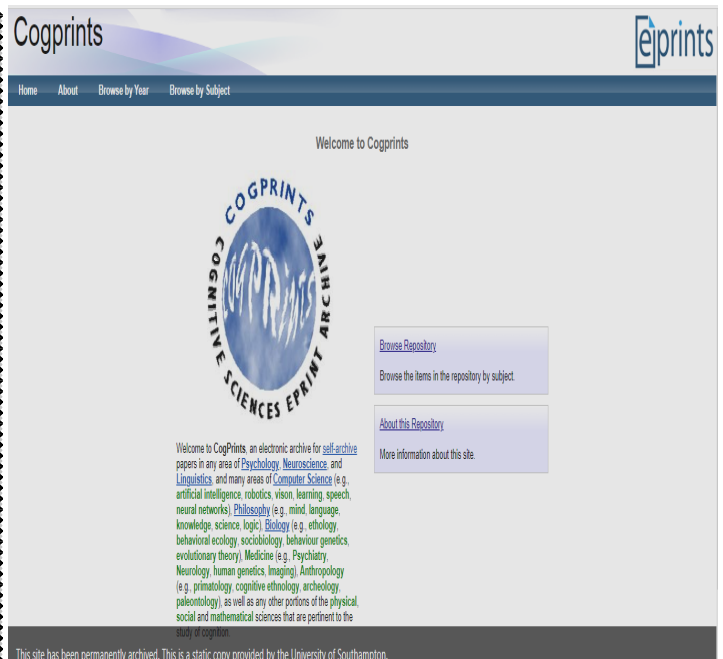 Cogprints
eprints
Home About Browse by Year Browse by Subject
Welcome to Cogprints
COGPRINTS
COGNITIVE SCIENCES EPRINT ARCHIVE
COGPRINTS
Browse Repository
Browse the items in the repository by subject.
About this Repository
More information about this site.
Welcome to CogPrints, an electronic archive for self-archive
papers in any area of Psychology, Neuroscience, and
Linguistics, and many areas of Computer Science (e.g.,
artificial intelligence, robotics, vison, learning, speech,
neural networks), Philosophy (e.g., mind, language,
knowledge, science, logic), Biology (e.g., ethology,
behavioral ecology, sociobiology, behaviour genetics,
evolutionary theory), Medicine (e.g., Psychiatry,
Neurology, human genetics, Imaging), Anthropology
(e.g., primatology, cognitive ethnology, archeology,
paleontology), as well as any other portions of the physical,
social and mathematical sciences that are pertinent to the
study of cognition.
This site has been permanently archived. This is a static copy provided by the University of Southampton.